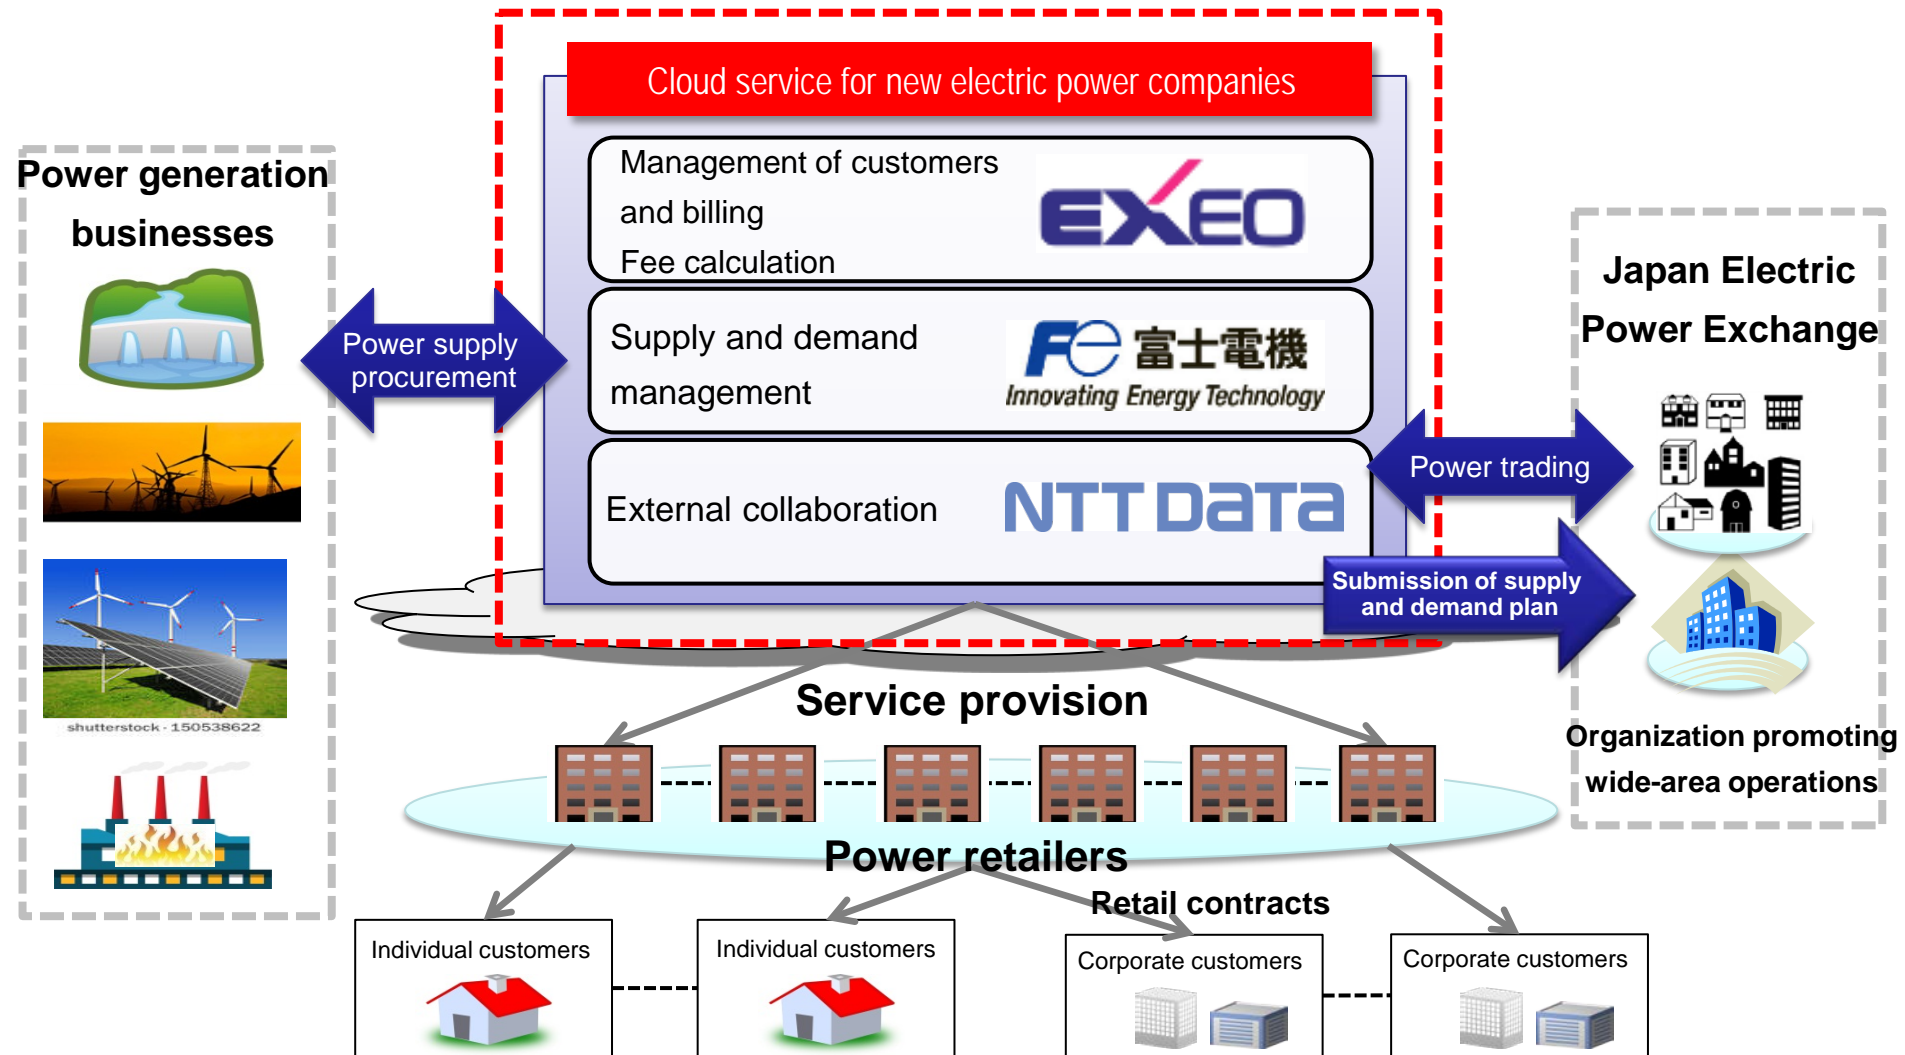 Cloud service for new electric power companies
Management of customers
and billing
Fee calculation
EXEO
Supply and demand
management
Fe 富士電機
Innovating Energy Technology
External collaboration
NTT DATA
Power generation
businesses
shutterstock · 150538622
Power supply
procurement
Japan Electric
Power Exchange
Power trading
Submission of supply
and demand plan
Organization promoting
wide-area operations
Service provision
Power retailers
Retail contracts
Individual customers
Individual customers
Corporate customers
Corporate customers